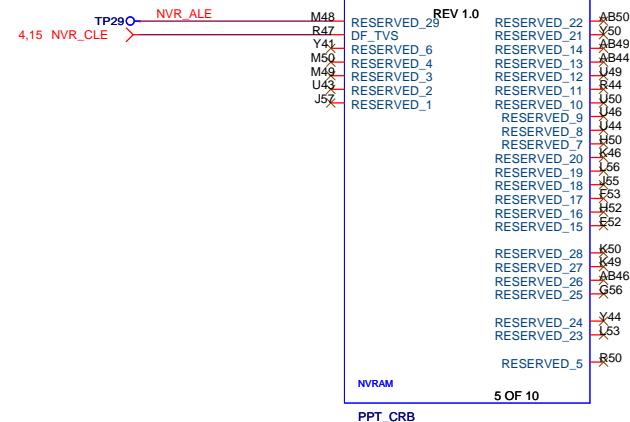 REV 1.0
TP29 NVR_ALE M48 RESERVED_29
4,15 NVR_CLE R47 DF_TVS
Y41 RESERVED_6
M50 RESERVED_4
M49 RESERVED_3
U43 RESERVED_2
J57 RESERVED_1
RESERVED_22 AB50
RESERVED_21 Y50
RESERVED_14 AB49
RESERVED_13 AB44
RESERVED_12 U49
RESERVED_11 R44
RESERVED_10 U50
RESERVED_9 U46
RESERVED_8 U44
RESERVED_7 H50
RESERVED_20 K46
RESERVED_19 L56
RESERVED_18 J55
RESERVED_17 F53
RESERVED_16 H52
RESERVED_15 E52
RESERVED_28 K50
RESERVED_27 K49
RESERVED_26 AB46
RESERVED_25 G56
RESERVED_24 Y44
RESERVED_23 L53
RESERVED_5 R50
NVRAM
5 OF 10
PPT_CRB